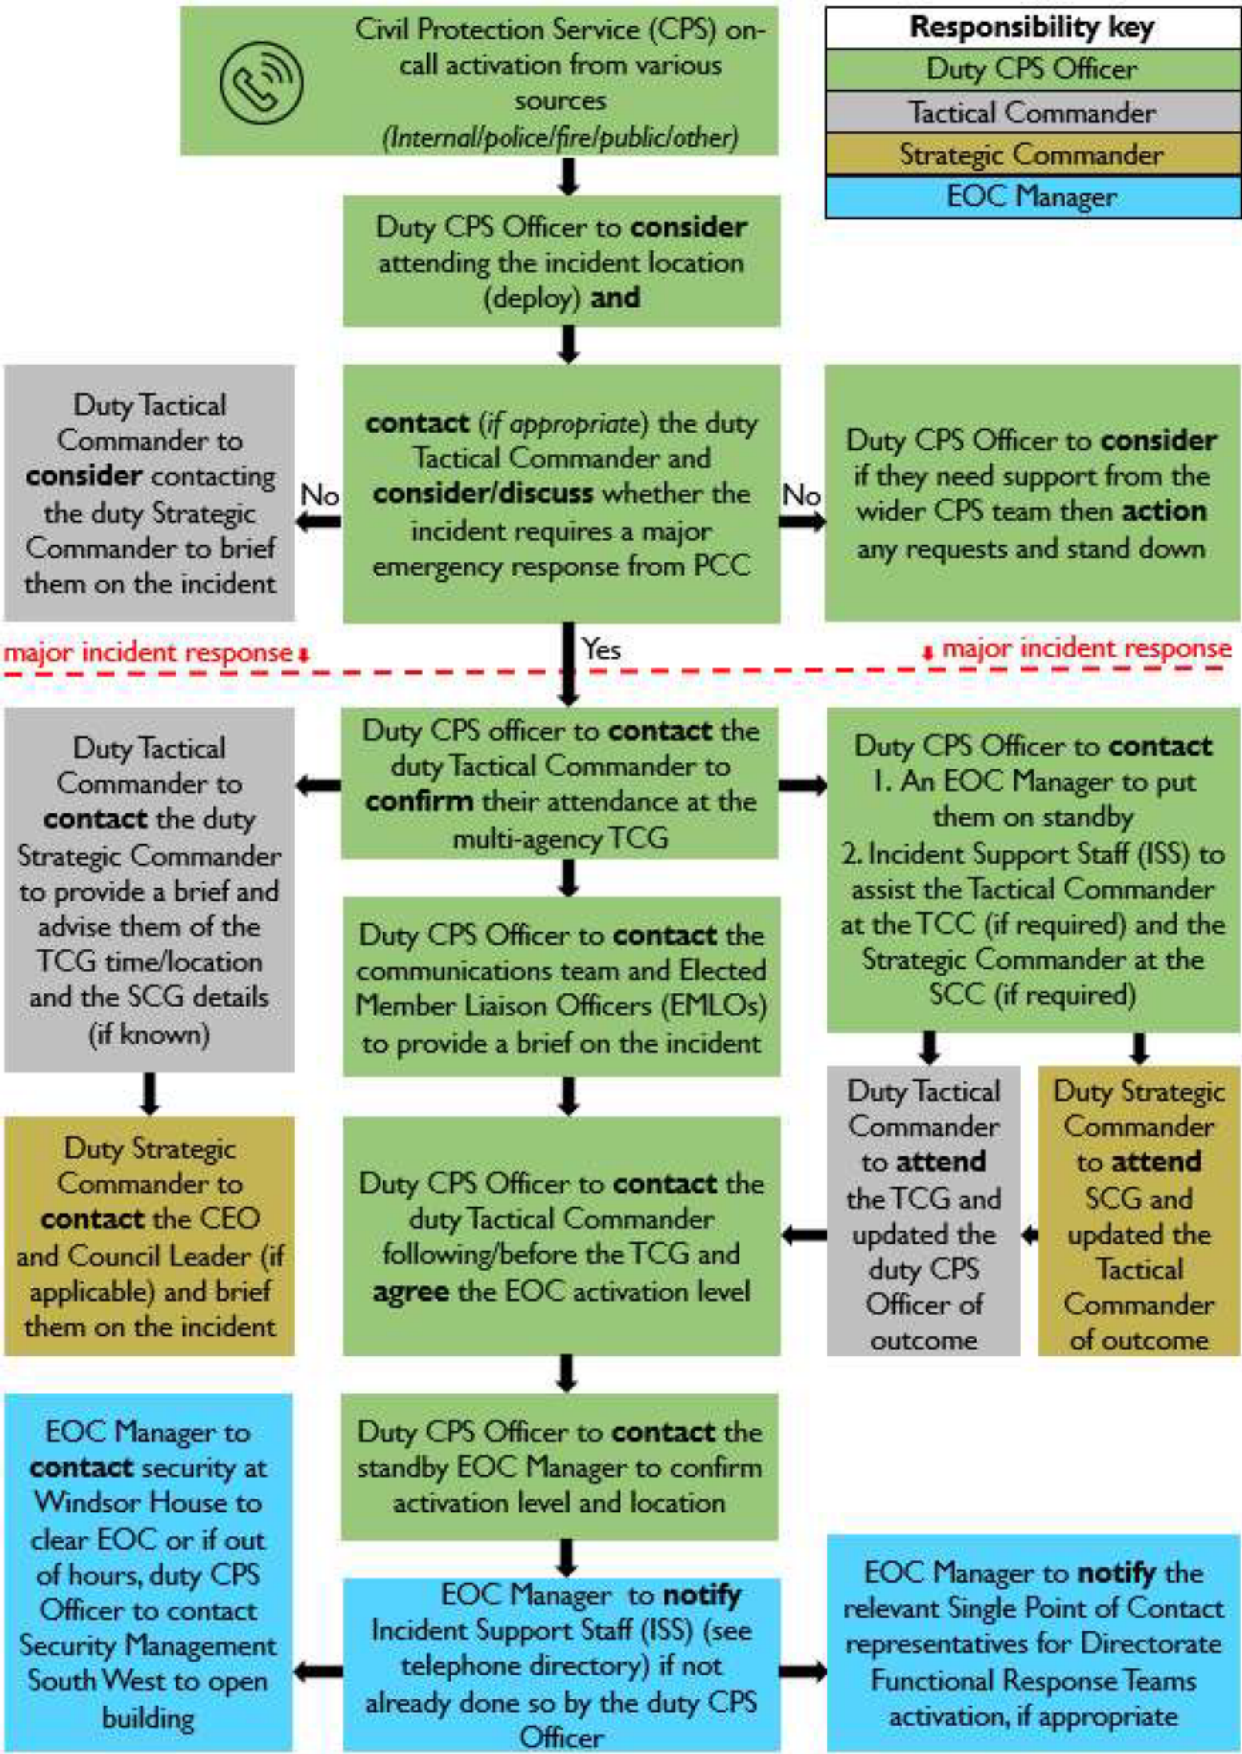 Civil Protection Service (CPS) on-
call activation from various
sources
(Internal/police/fire/public/other)
Responsibility key
Duty CPS Officer
Tactical Commander
Strategic Commander
EOC Manager
Duty CPS Officer to consider
attending the incident location
(deploy) and
Duty Tactical
Commander to
consider contacting
the duty Strategic
Commander to brief
them on the incident
No
contact (if appropriate) the duty
Tactical Commander and
consider/discuss whether the
incident requires a major
emergency response from PCC
No
Duty CPS Officer to consider
if they need support from the
wider CPS team then action
any requests and stand down
major incident response
Yes
major incident response
Duty Tactical
Commander to
contact the duty
Strategic Commander
to provide a brief and
advise them of the
TCG time/location
and the SCG details
(if known)
Duty CPS officer to contact the
duty Tactical Commander to
confirm their attendance at the
multi-agency TCG
Duty CPS Officer to contact
1. An EOC Manager to put
them on standby
2. Incident Support Staff (ISS) to
assist the Tactical Commander
at the TCC (if required) and the
Strategic Commander at the
SCC (if required)
Duty CPS Officer to contact the
communications team and Elected
Member Liaison Officers (EMLOs)
to provide a brief on the incident
Duty Strategic
Commander to
contact the CEO
and Council Leader (if
applicable) and brief
them on the incident
Duty CPS Officer to contact the
duty Tactical Commander
following/before the TCG and
agree the EOC activation level
Duty Tactical
Commander
to attend
the TCG and
updated the
duty CPS
Officer of
outcome
Duty Strategic
Commander
to attend
SCG and
updated the
Tactical
Commander
of outcome
EOC Manager to
contact security at
Windsor House to
clear EOC or if out
of hours, duty CPS
Officer to contact
Security Management
South West to open
building
Duty CPS Officer to contact the
standby EOC Manager to confirm
activation level and location
EOC Manager to notify
Incident Support Staff (ISS) (see
telephone directory) if not
already done so by the duty CPS
Officer
EOC Manager to notify the
relevant Single Point of Contact
representatives for Directorate
Functional Response Teams
activation, if appropriate